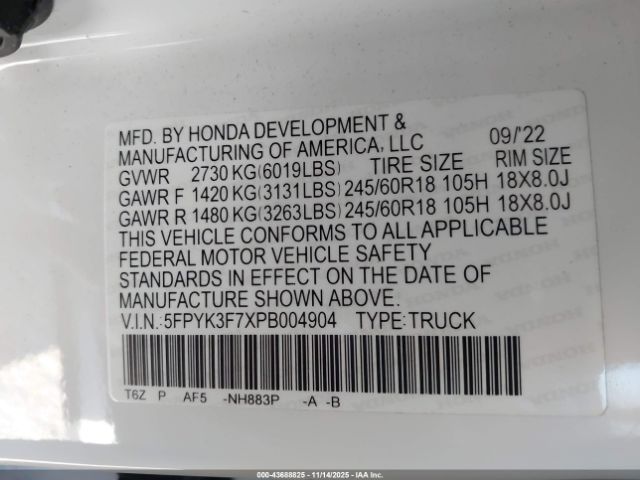 MFD. BY HONDA DEVELOPMENT &
MANUFACTURING OF AMERICA, LLC 09/'22
GVWR 2730 KG(6019LBS) TIRE SIZE RIM SIZE
GAWR F 1420 KG(3131LBS) 245/60R18 105H 18X8.0J
GAWR R 1480 KG(3263LBS) 245/60R18 105H 18X8.0J
THIS VEHICLE CONFORMS TO ALL APPLICABLE
FEDERAL MOTOR VEHICLE SAFETY
STANDARDS IN EFFECT ON THE DATE OF
MANUFACTURE SHOWN ABOVE.
V.I.N.:5FPYK3F7XPB004904 TYPE:TRUCK
T6Z P AF5 -NH883P -A -B
000-43688825 - 11/14/2025 - IAA Inc. - Copyright